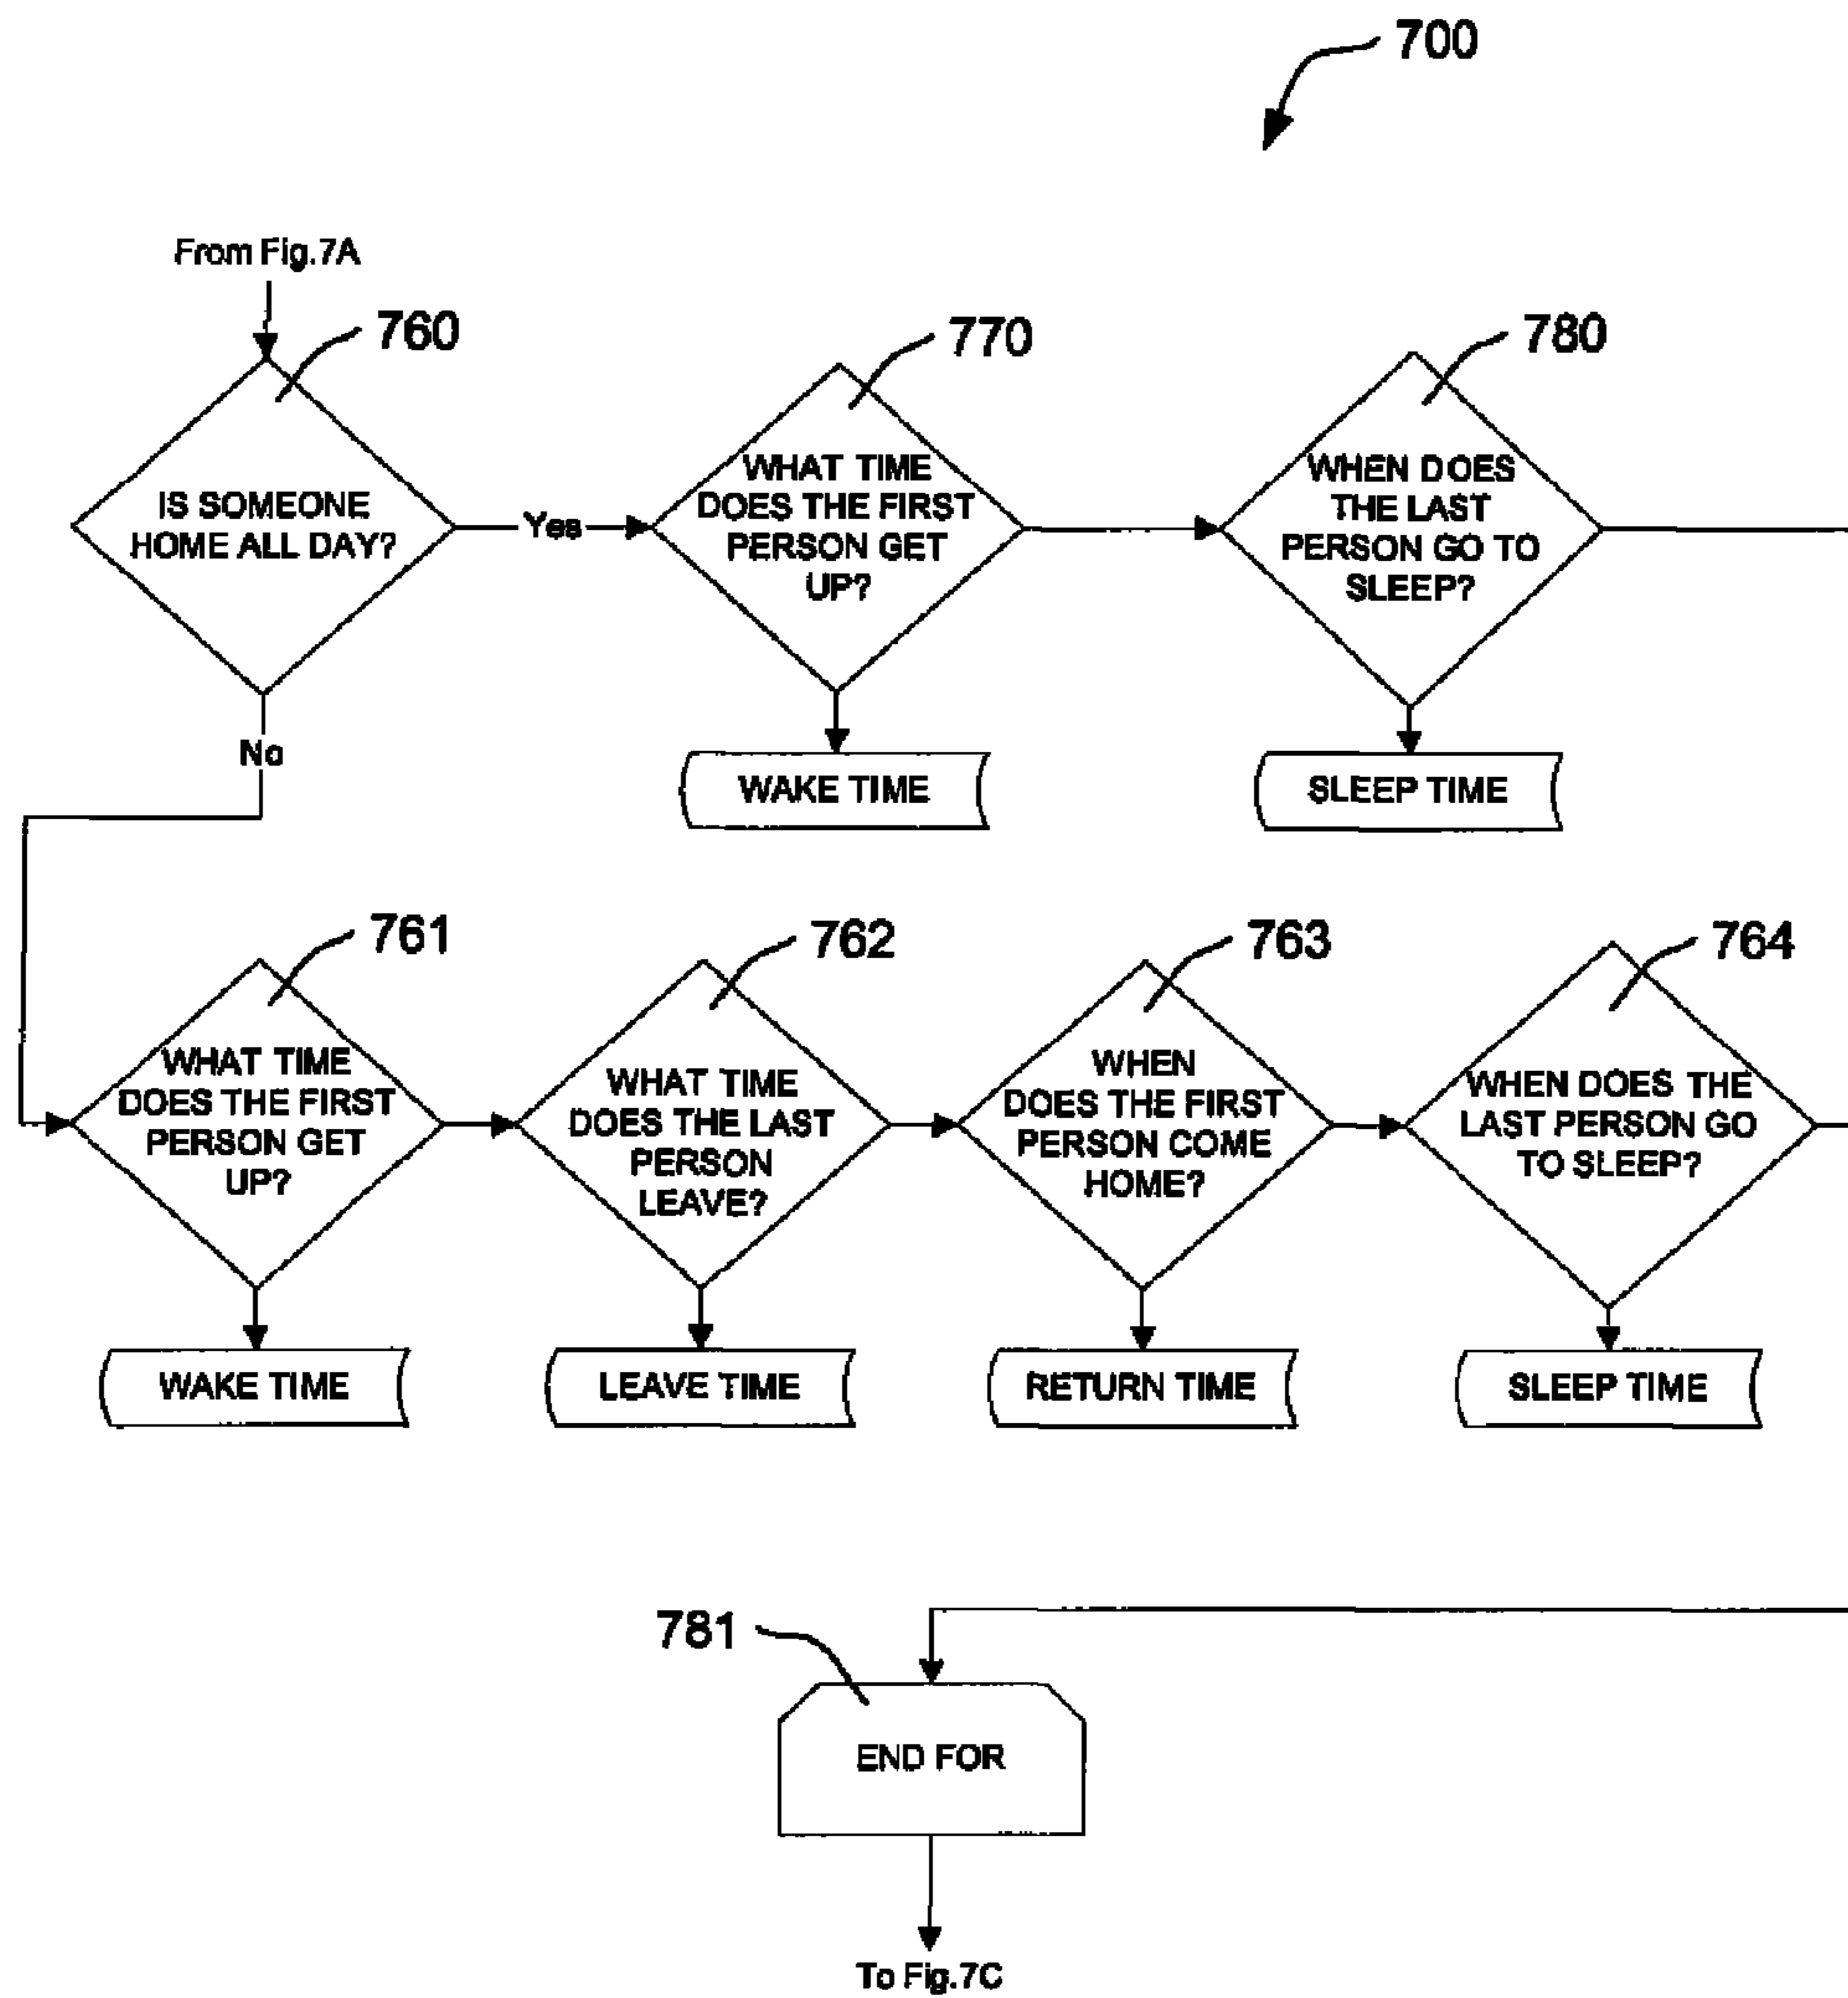 700
From Fig.7A
760
770
780
IS SOMEONE
HOME ALL DAY?
Yes
WHAT TIME
DOES THE FIRST
PERSON GET
UP?
WHEN DOES
THE LAST
PERSON GO TO
SLEEP?
No
WAKE TIME
SLEEP TIME
761
762
763
764
WHAT TIME
DOES THE FIRST
PERSON GET
UP?
WHAT TIME
DOES THE LAST
PERSON
LEAVE?
WHEN
DOES THE FIRST
PERSON COME
HOME?
WHEN DOES THE
LAST PERSON GO
TO SLEEP?
WAKE TIME
LEAVE TIME
RETURN TIME
SLEEP TIME
781
END FOR
To Fig.7C